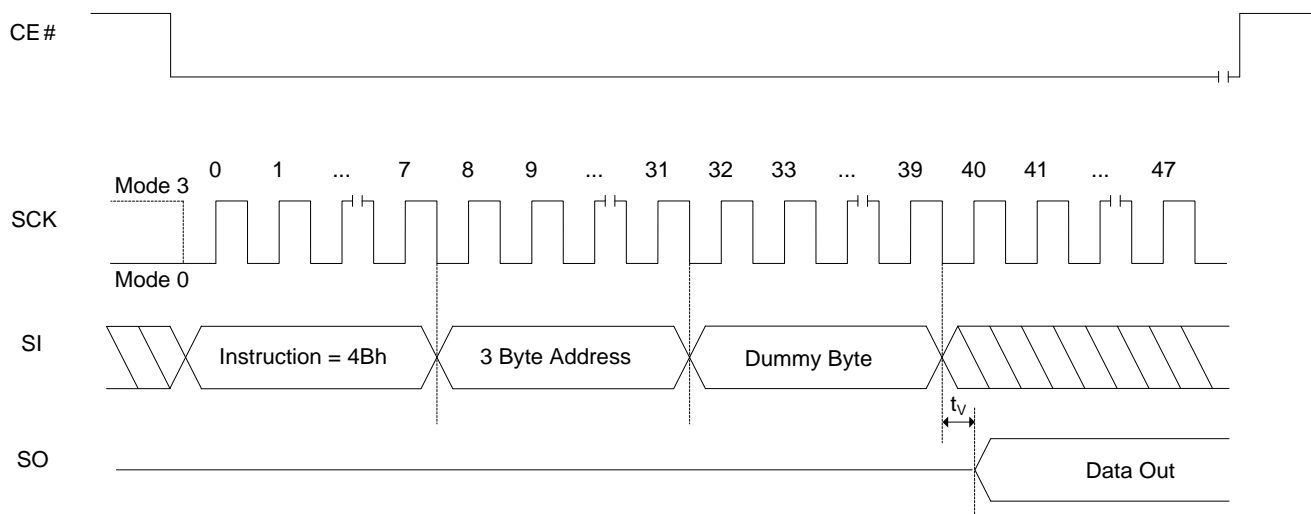 CE#
0 1 ... 7 8 9 ... 31 32 33 ... 39 40 41 ... 47
Mode 3
SCK
Mode 0
SI
Instruction = 4Bh
3 Byte Address
Dummy Byte
tV
SO
Data Out